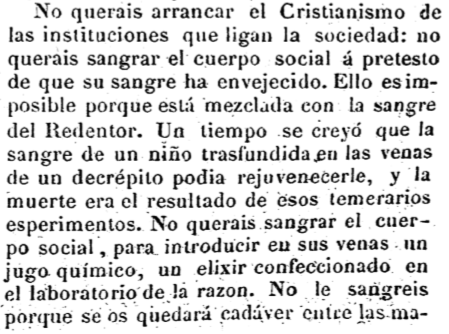 No querais arrancar el Cristianismo de
las instituciones que ligan la sociedad: no
querais sangrar el cuerpo social á pretesto
de que su sangre ha envejecido. Ello es im-
posible porque está mezclada con la sangre
del Redentor. Un tiempo se creyó que la
sangre de un niño trasfundida en las venas
de un decrépito podia rejuvenecerle, y la
muerte era el resultado de esos temerarios
esperimentos. No querais sangrar el cuer-
po social, para introducir en sus venas un
jugo químico, un elixir confeccionado en
el laboratorio de la razon. No le sangreis
porque se os quedará cadáver entre las ma-